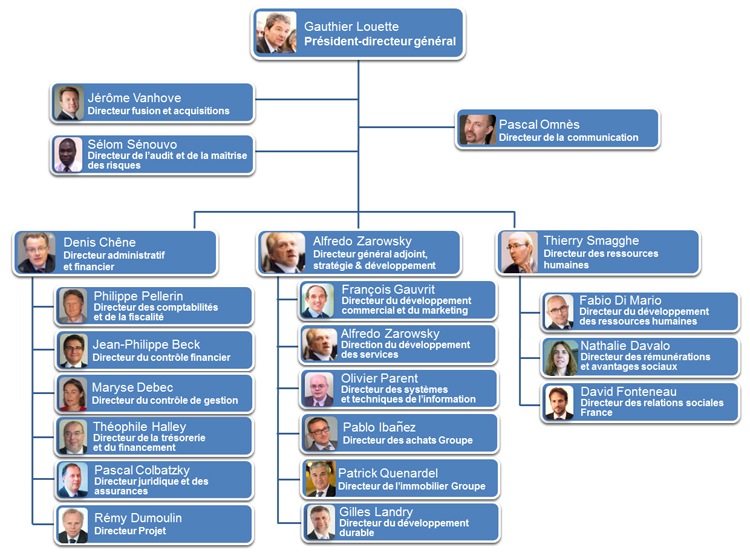 Gauthier Louette
Président-directeur général
Jérôme Vanhove
Directeur fusion et acquisitions
Pascal Omnès
Directeur de la communication
Sélom Sénouvo
Directeur de l'audit et de la maîtrise
des risques
Denis Chêne
Directeur administratif
et financier
Philippe Pellerin
Directeur des comptabilités
et de la fiscalité
Jean-Philippe Beck
Directeur du contrôle financier
Maryse Debec
Directeur du contrôle de gestion
Théophile Halley
Directeur de la trésorerie
et du financement
Pascal Colbatzky
Directeur juridique et des
assurances
Rémy Dumoulin
Directeur Projet
Alfredo Zarowsky
Directeur général adjoint,
stratégie & développement
François Gauvrit
Directeur du développement
commercial et du marketing
Alfredo Zarowsky
Direction du développement
des services
Olivier Parent
Directeur des systèmes
et techniques de l'information
Pablo Ibañez
Directeur des achats Groupe
Patrick Quenardel
Directeur de l'immobilier Groupe
Gilles Landry
Directeur du développement
durable
Thierry Smagghe
Directeur des ressources
humaines
Fabio Di Mario
Directeur du développement
des ressources humaines
Nathalie Davalo
Directeur des rémunérations
et avantages sociaux
David Fonteneau
Directeur des relations sociales
France